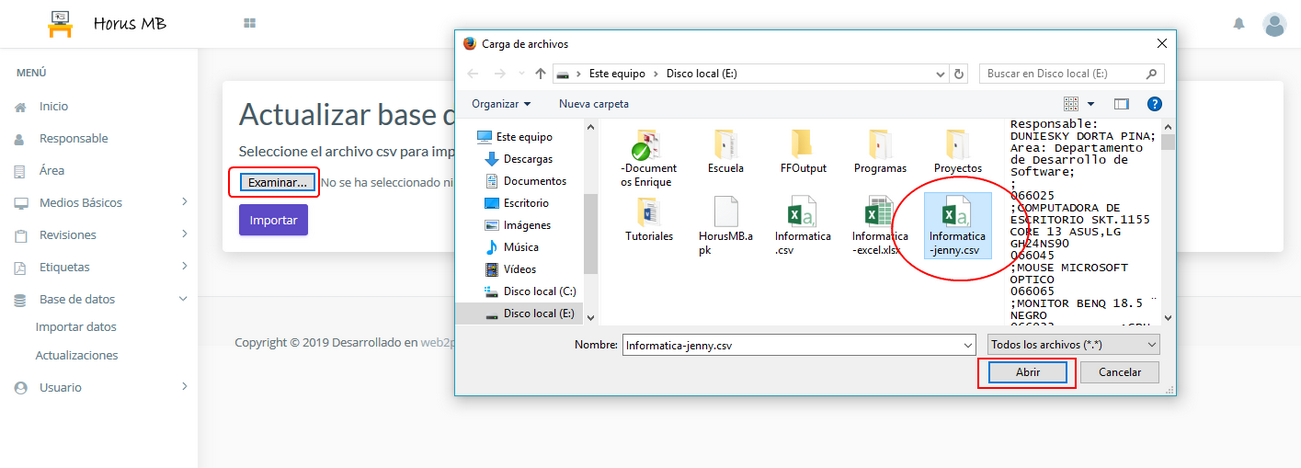 Horus MB
MENÚ
Inicio
Responsable
Área
Medios Básicos
Revisiones
Etiquetas
Base de datos
Importar datos
Actualizaciones
Usuario
Actualizar base d
Seleccione el archivo csv para imp
Examinar...
No se ha seleccionado ni
Importar
Copyright © 2019 Desarrollado en web2p
Carga de archivos
Este equipo
Disco local (E:)
Buscar en Disco local (E:)
Organizar
Nueva carpeta
Este equipo
Descargas
Documentos
Escritorio
Imágenes
Música
Vídeos
Disco local (C:)
Disco local (E:)
-Documentos Enrique
Escuela
FFOutput
Programas
Proyectos
Tutoriales
HorusMB.apk
Informatica.csv
Informatica-excel.xlsx
Informatica-jenny.csv
Responsable:
DUNIESKY DORTA PINA;
Area: Departamento
de Desarrollo de
Software;
;
066025
;COMPUTADORA DE
ESCRITORIO SKT.1155
CORE I3 ASUS,LG
GH24NS90
066045
;MOUSE MICROSOFT
OPTICO
066065
;MONITOR BENQ 18.5 ¨
NEGRO
Nombre:
Informatica-jenny.csv
Todos los archivos (*.*)
Abrir
Cancelar